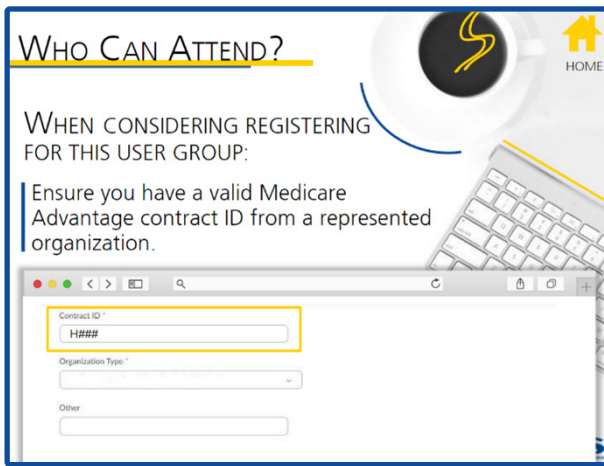 WHO CAN ATTEND?
HOME
WHEN CONSIDERING REGISTERING
FOR THIS USER GROUP:
Ensure you have a valid Medicare
Advantage contract ID from a represented
organization.
Contract ID *
H###
Organization Type: *
Other